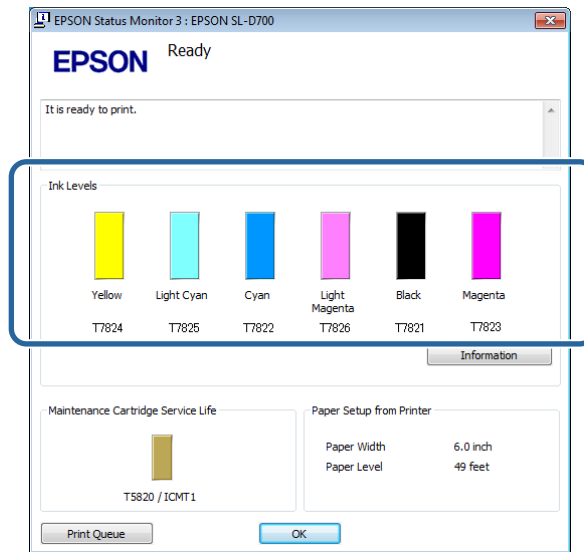 EPSON Status Monitor 3 : EPSON SL-D700
EPSON
Ready
It is ready to print.
Ink Levels
Yellow Light Cyan Cyan Light Magenta Black Magenta
T7824 T7825 T7822 T7826 T7821 T7823
Information
Maintenance Cartridge Service Life
T5820 / ICMT1
Paper Setup from Printer
Paper Width 6.0 inch
Paper Level 49 feet
Print Queue
OK